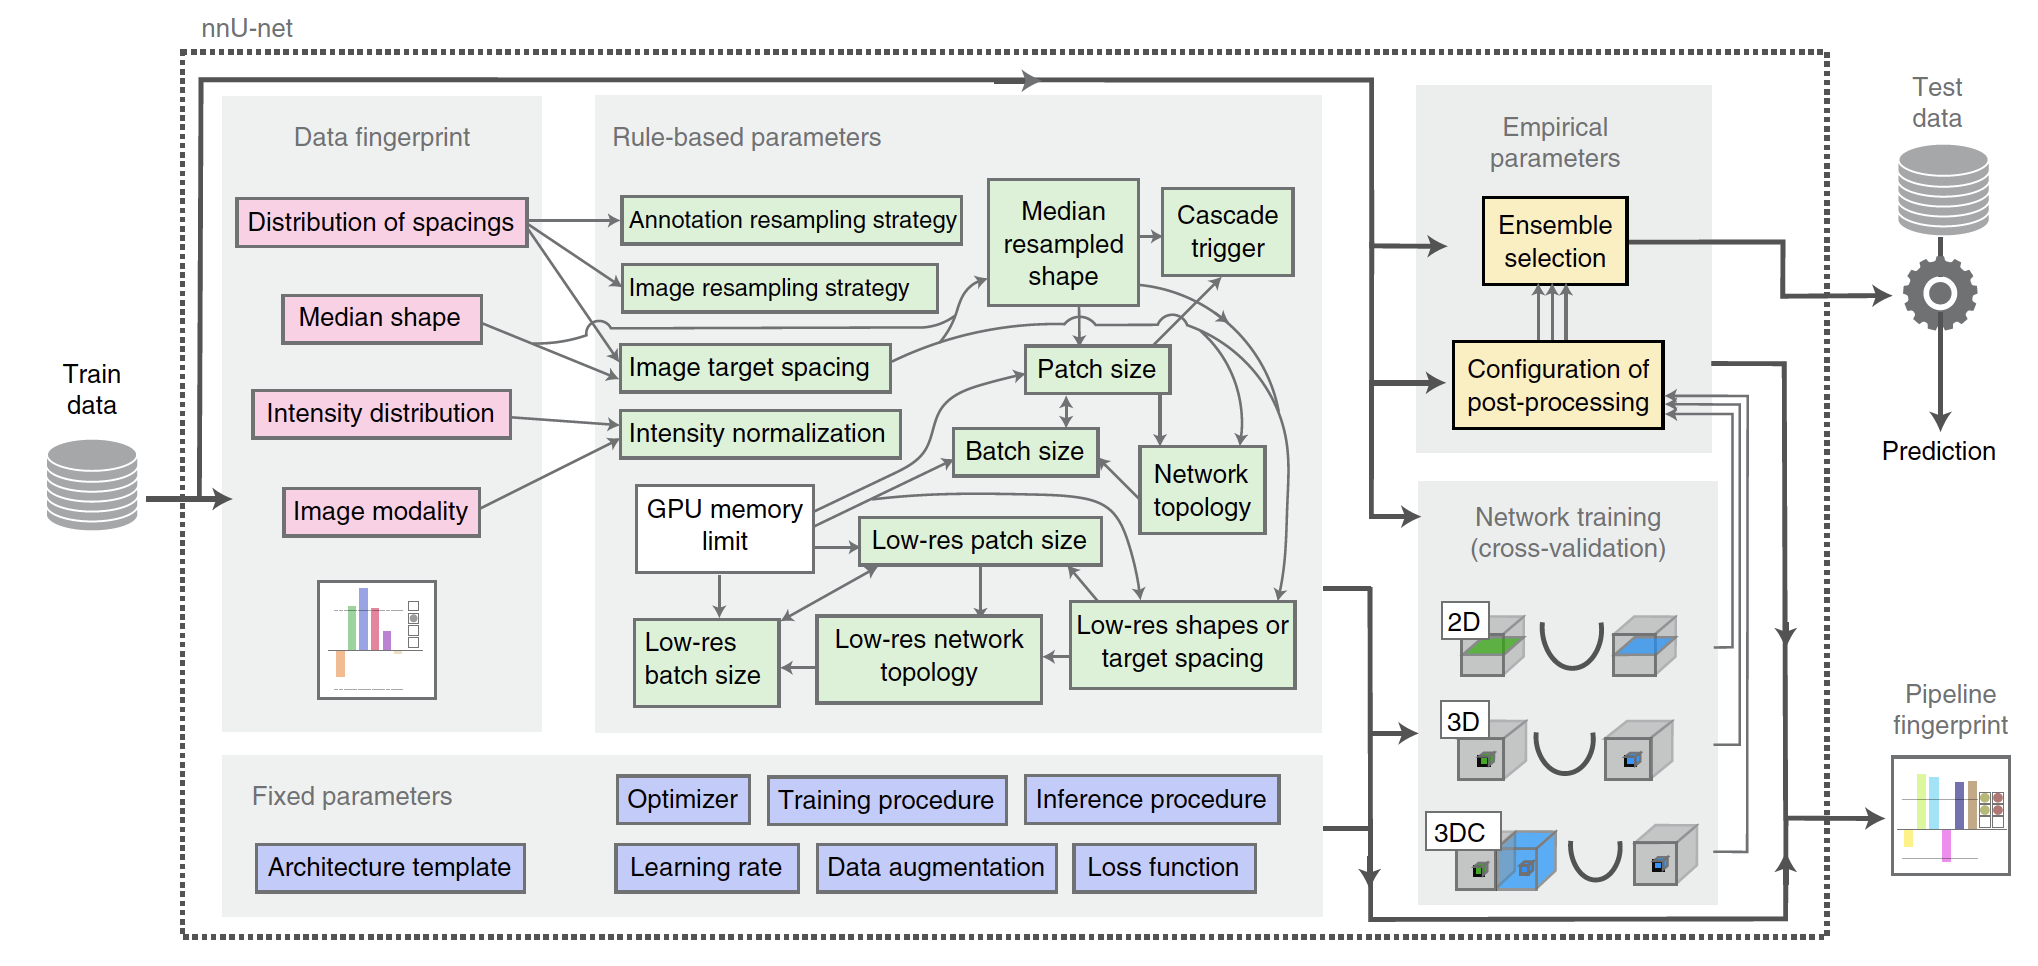 nnU-net
Train
data
Data fingerprint
Distribution of spacings
Median shape
Intensity distribution
Image modality
Rule-based parameters
Annotation resampling strategy
Image resampling strategy
Image target spacing
Intensity normalization
Median
resampled
shape
Cascade
trigger
Patch size
Batch size
Network
topology
GPU memory
limit
Low-res patch size
Low-res
batch size
Low-res network
topology
Low-res shapes or
target spacing
Fixed parameters
Optimizer
Training procedure
Inference procedure
Architecture template
Learning rate
Data augmentation
Loss function
Empirical
parameters
Ensemble
selection
Configuration of
post-processing
Network training
(cross-validation)
2D
3D
3DC
Test
data
Prediction
Pipeline
fingerprint